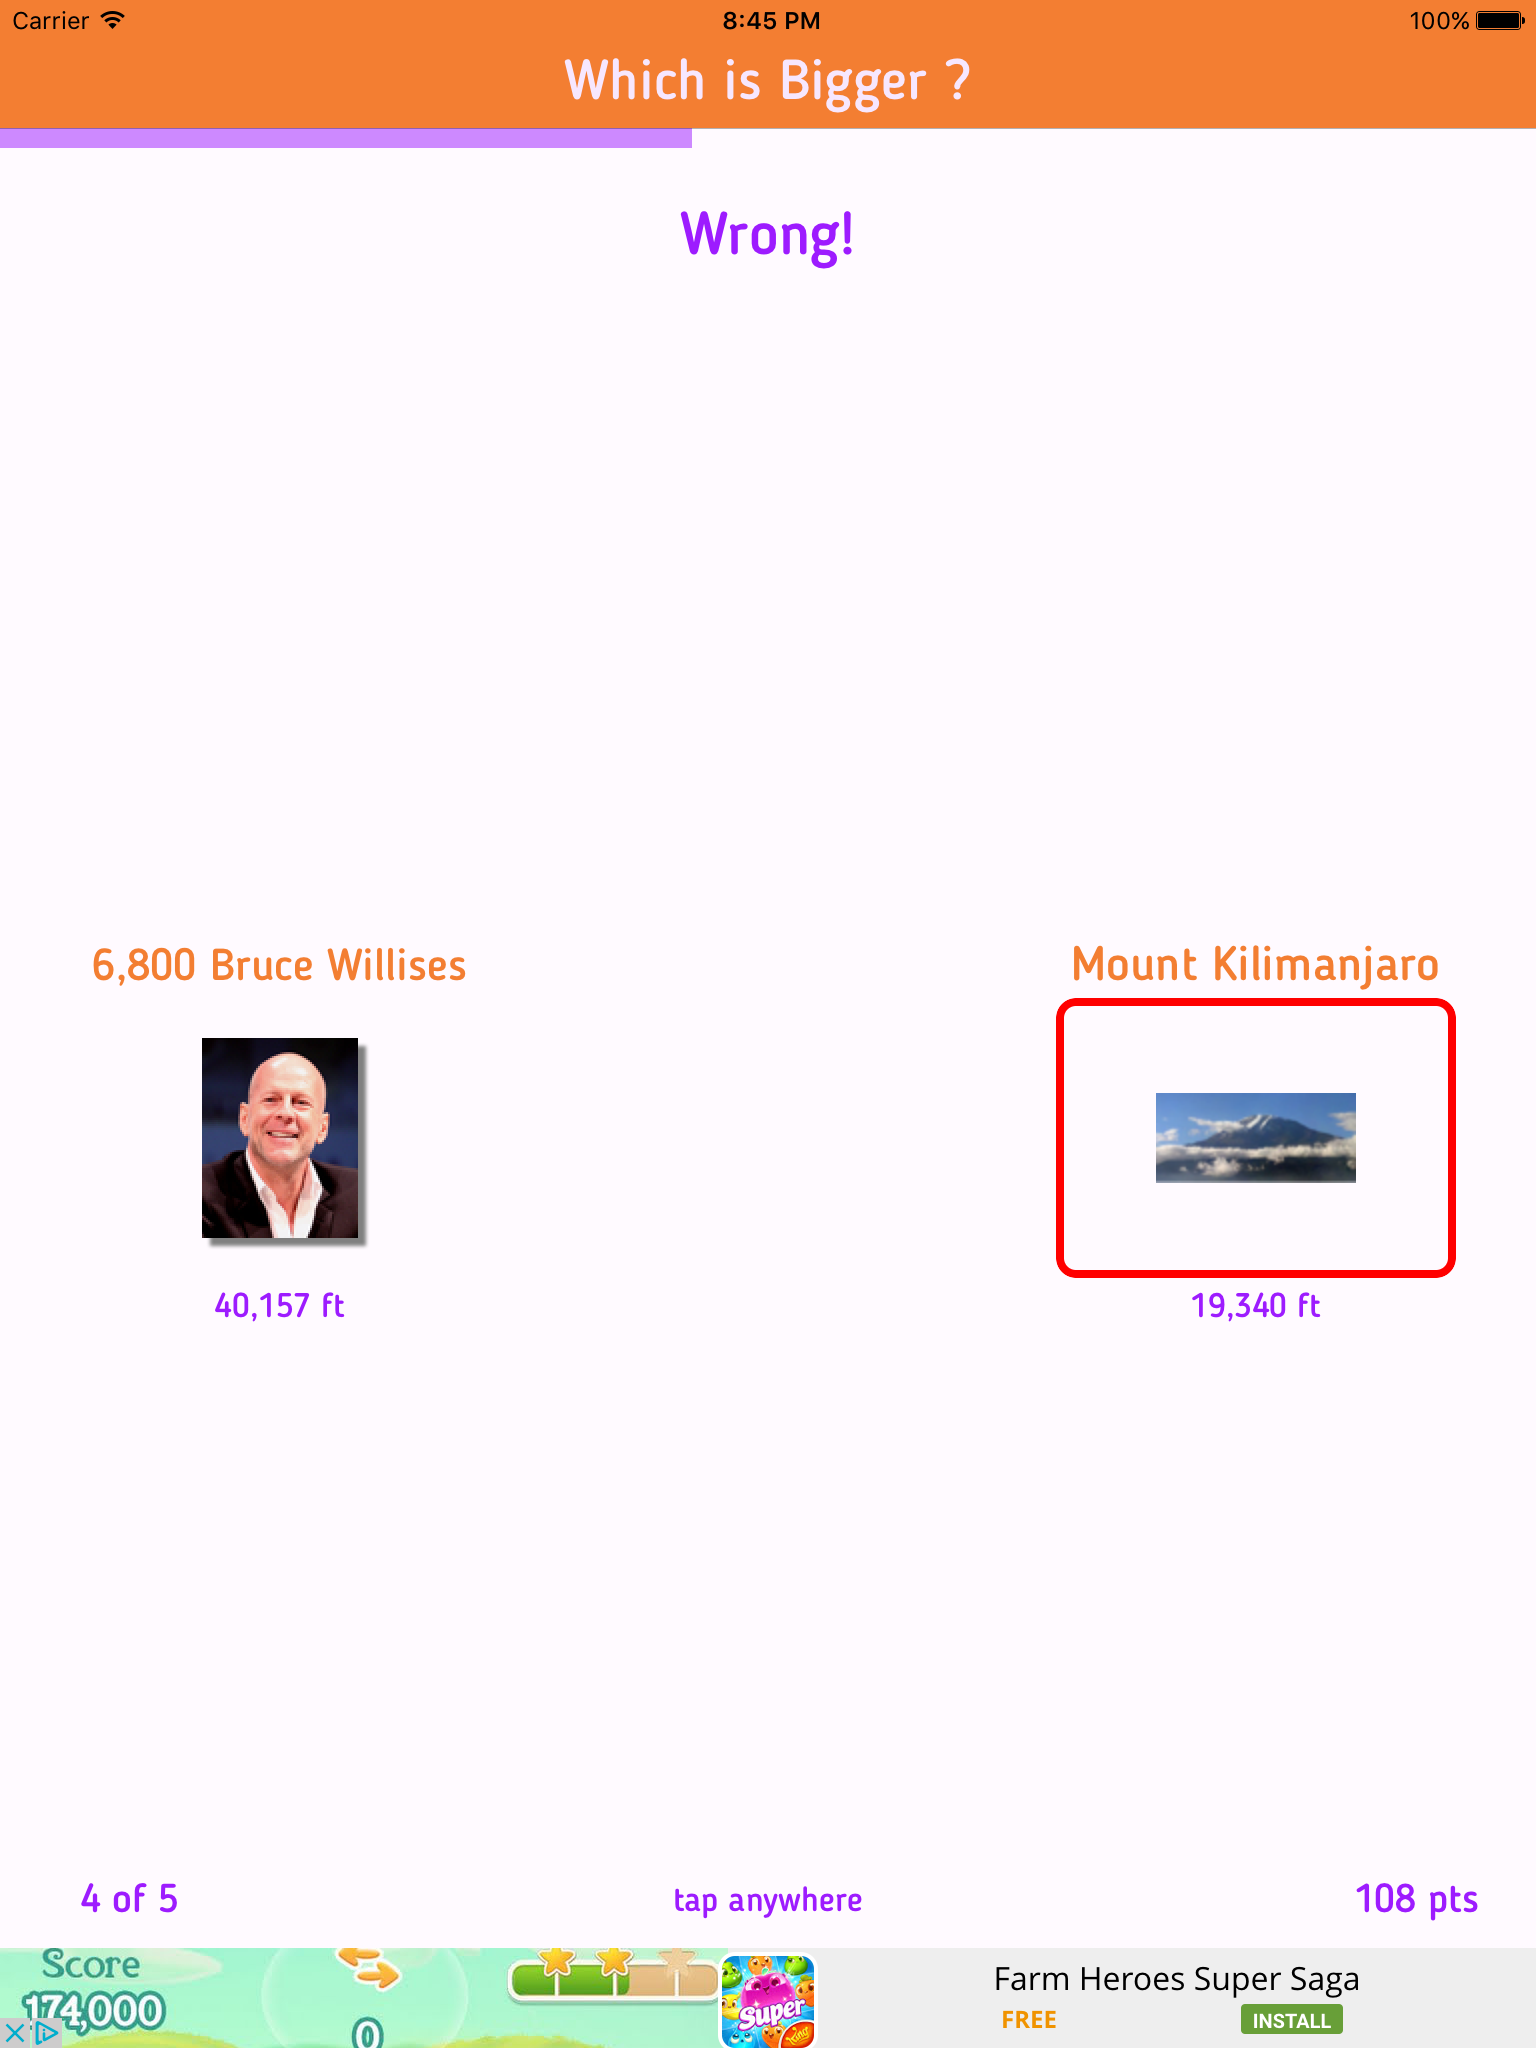 Carrier 8:45 PM 100%
Which is Bigger ?
Wrong!
6,800 Bruce Willises
Mount Kilimanjaro
40,157 ft
19,340 ft
4 of 5
tap anywhere
108 pts
Score
174,000
0
Super
King
Farm Heroes Super Saga
FREE
INSTALL